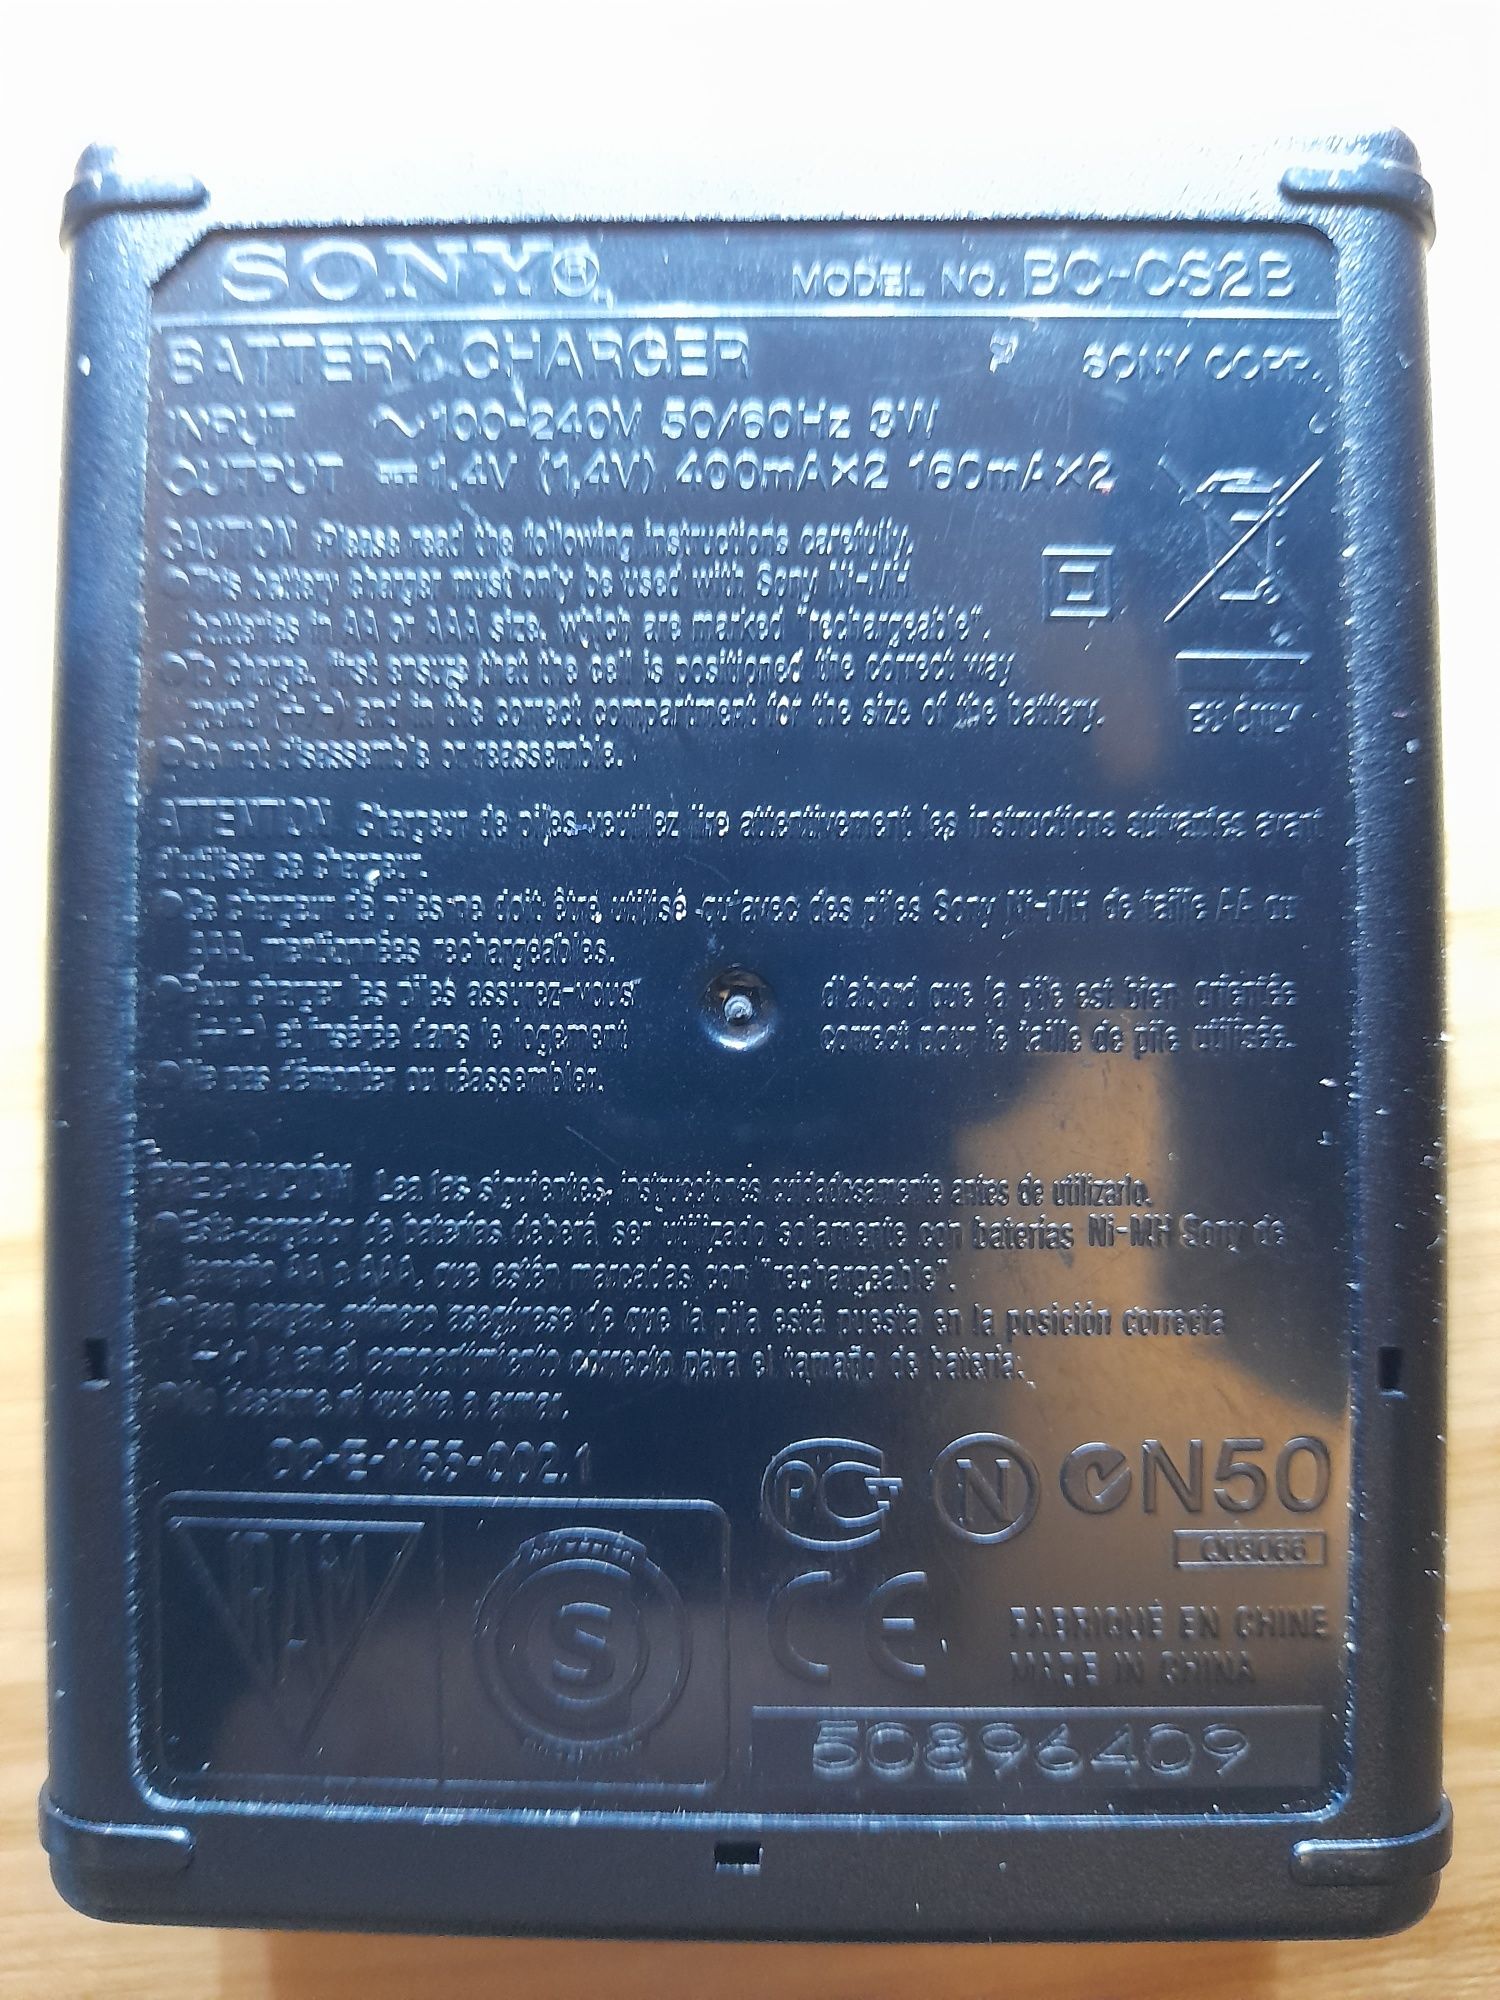 SONY®
MODEL NO. BC-CS2B
BATTERY CHARGER
SONY CORP.
INPUT ~100-240V 50/60Hz 3W
OUTPUT ⎓1,4V (1,4V) 400mA×2 160mA×2
CAUTION Please read the following instructions carefully.
●This battery charger must only be used with Sony Ni-MH
batteries in AA or AAA size, which are marked "rechargeable".
●To charge, first ensure that the cell is positioned the correct way
round (+/-) and in the correct compartment for the size of the battery.
●Do not disassemble or reassemble.
EU ONLY
ATTENTION Chargeur de piles-veuillez lire attentivement les instructions suivantes avant
d'utiliser ce chargeur.
●Ce chargeur de piles ne doit être utilisé qu'avec des piles Sony Ni-MH de taille AA ou
AAA, mentionnées rechargeables.
●Pour charger les piles assurez-vous d'abord que la pile est bien orientée
(+/-) et insérée dans le logement correct pour la taille de pile utilisée.
●Ne pas démonter ou réassembler.
PRECAUCIÓN Lea las siguientes instrucciones cuidadosamente antes de utilizarlo.
●Este cargador de baterías deberá ser utilizado solamente con baterías Ni-MH Sony de
tamaño AA o AAA, que estén marcadas con "rechargeable".
●Para cargar, primero asegúrese de que la pila está puesta en la posición correcta
(+/-) y en el compartimiento correcto para el tamaño de batería.
●No desarme ni vuelva a armar.
PCT N N50
Q03066
IRAM
S
CE
FABRIQUÉ EN CHINE
MADE IN CHINA
50896409